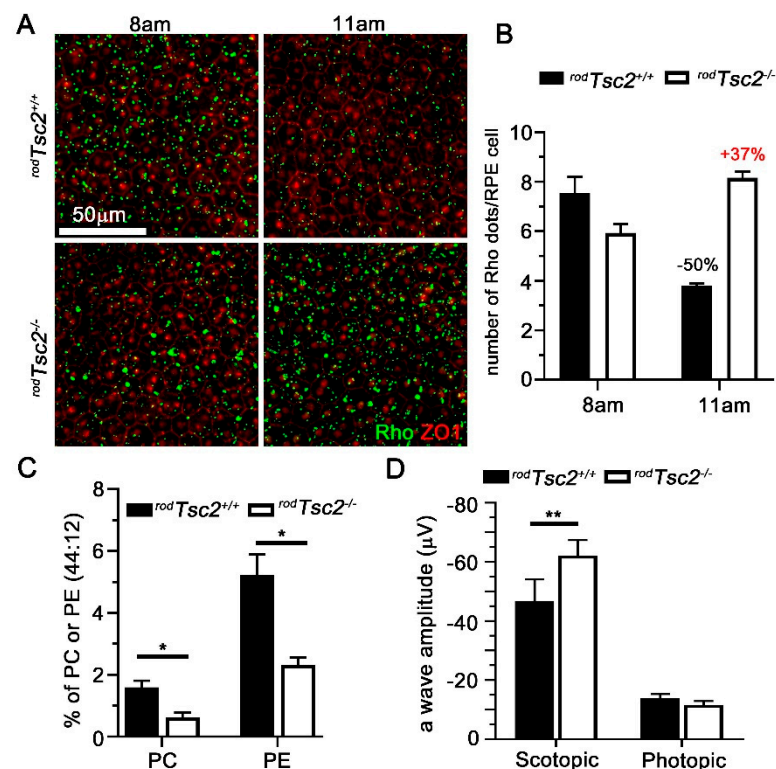 A
8am 11am
rodTsc2+/+
50μm
rodTsc2-/-
Rho ZO1
B
rodTsc2+/+ rodTsc2-/-
number of Rho dots/RPE cell
10
8
6
4
2
0
-50%
+37%
8am 11am
C
rodTsc2+/+ rodTsc2-/-
% of PC or PE (44:12)
8
6
4
2
0
*
*
PC PE
D
rodTsc2+/+ rodTsc2-/-
a wave amplitude (μV)
-80
-60
-40
-20
0
**
Scotopic Photopic